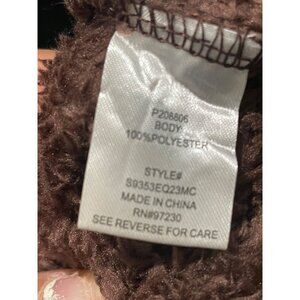 P208806
BODY
100%POLYESTER
STYLE#
S9353EQ23MC
MADE IN CHINA
RN#97230
SEE REVERSE FOR CARE